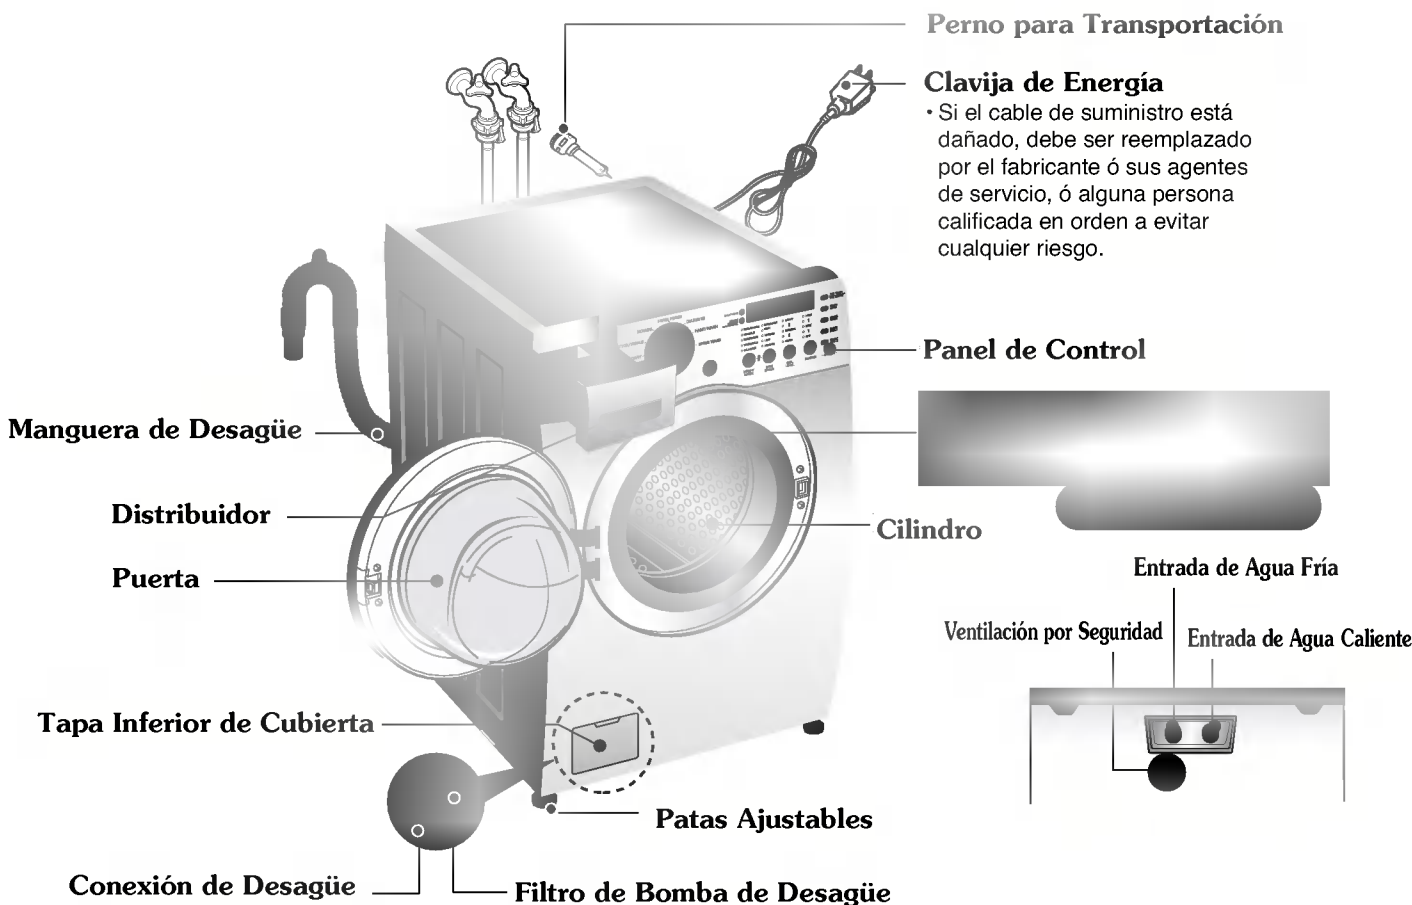 Perno para Transportación
Clavija de Energía
· Si el cable de suministro está
dañado, debe ser reemplazado
por el fabricante ó sus agentes
de servicio, ó alguna persona
calificada en orden a evitar
cualquier riesgo.
Panel de Control
Manguera de Desagüe
Distribuidor
Cilindro
Puerta
Entrada de Agua Fría
Ventilación por Seguridad
Entrada de Agua Caliente
Tapa Inferior de Cubierta
Patas Ajustables
Conexión de Desagüe
Filtro de Bomba de Desagüe